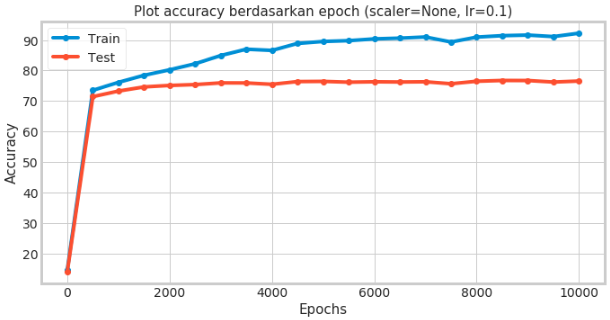 Plot accuracy berdasarkan epoch (scaler=None, lr=0.1)
Train
Test
90
80
70
60
50
40
30
20
Accuracy
0 2000 4000 6000 8000 10000
Epochs